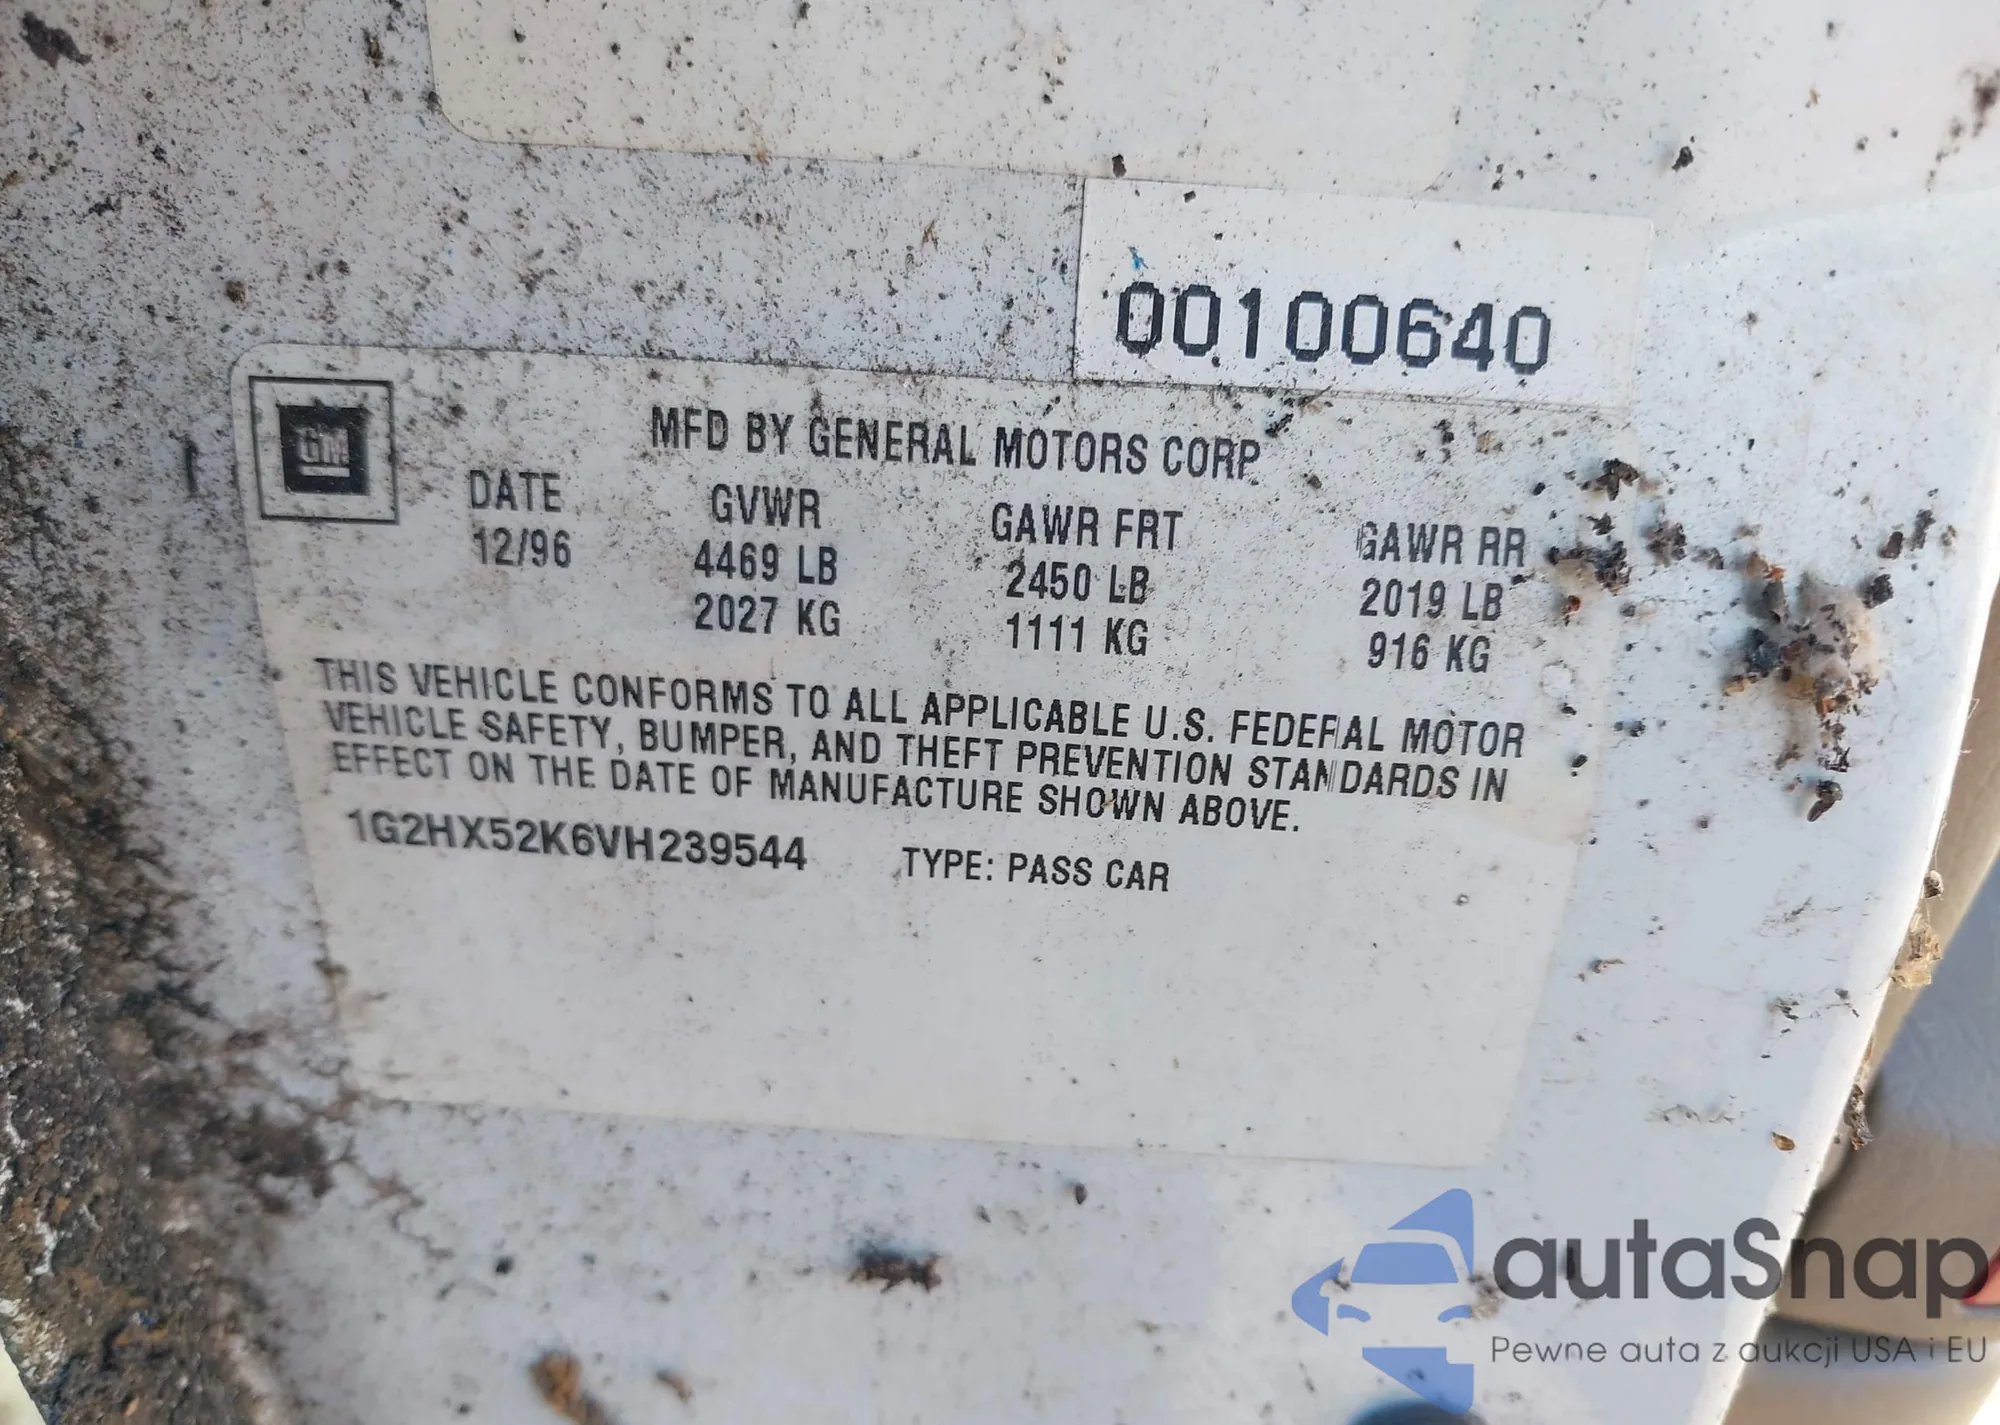 00100640
GM
MFD BY GENERAL MOTORS CORP
DATE GVWR GAWR FRT GAWR RR
12/96 4469 LB 2450 LB 2019 LB
2027 KG 1111 KG 916 KG
THIS VEHICLE CONFORMS TO ALL APPLICABLE U.S. FEDERAL MOTOR
VEHICLE SAFETY, BUMPER, AND THEFT PREVENTION STANDARDS IN
EFFECT ON THE DATE OF MANUFACTURE SHOWN ABOVE.
1G2HX52K6VH239544 TYPE: PASS CAR
autaSnap
Pewne auta z aukcji USA i EU